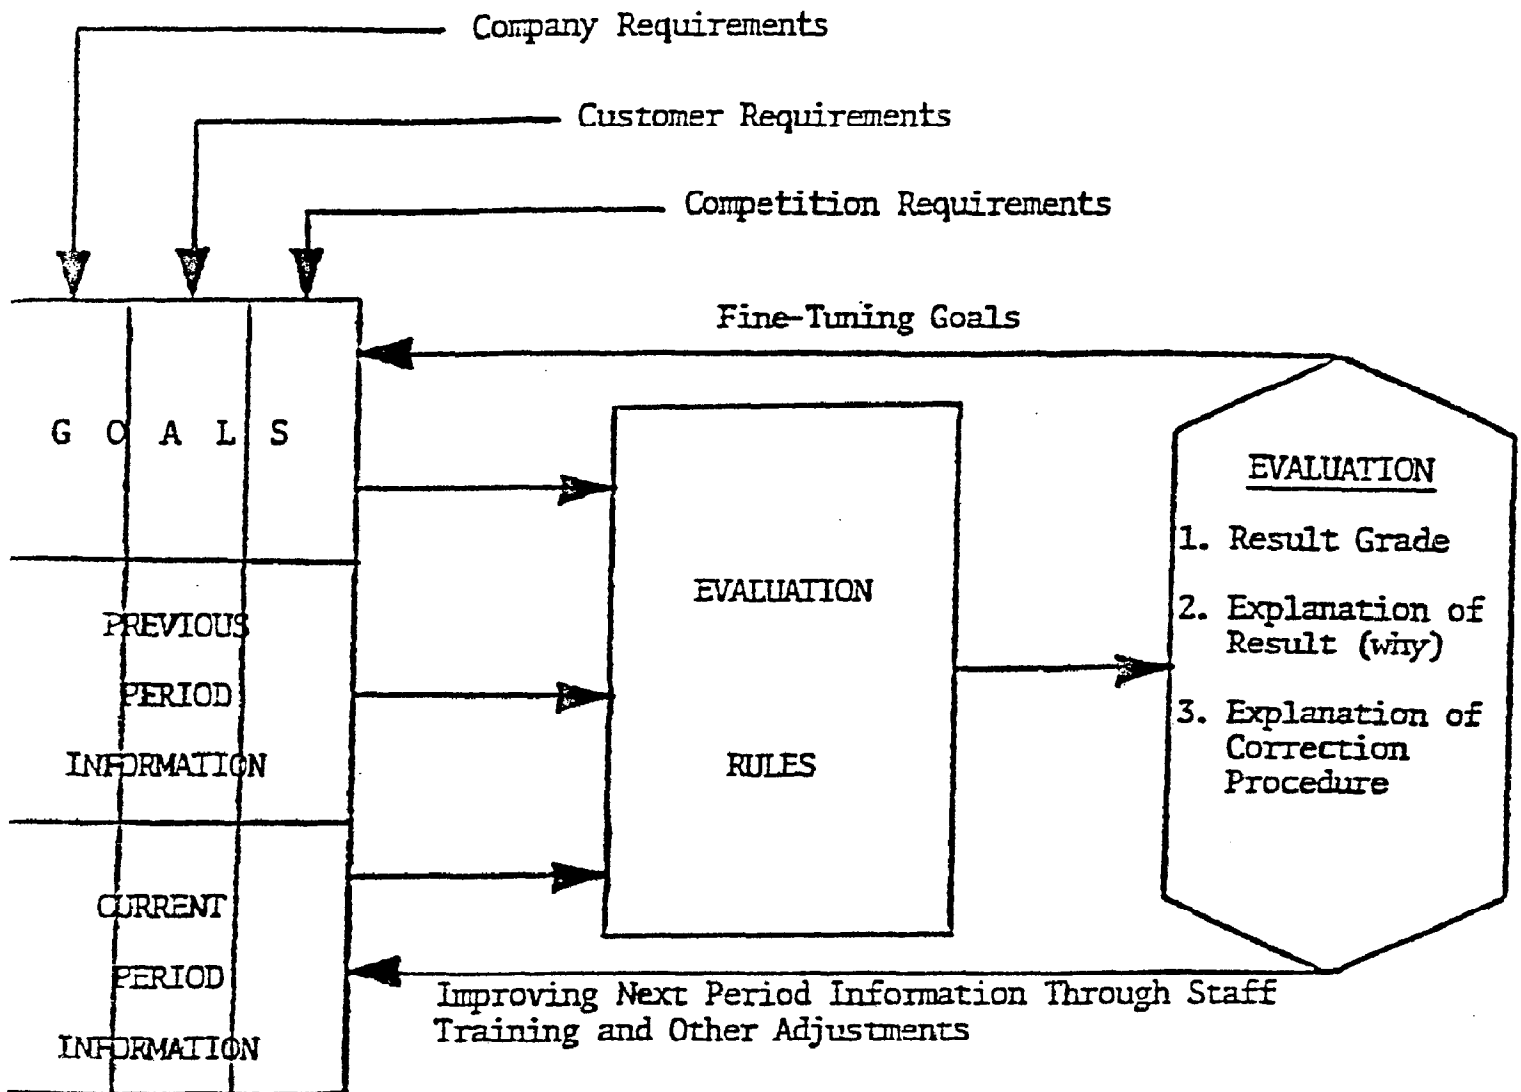 Company Requirements
Customer Requirements
Competition Requirements
Fine-Tuning Goals
G O A L S
PREVIOUS
PERIOD
INFORMATION
CURRENT
PERIOD
INFORMATION
EVALUATION
RULES
EVALUATION
1. Result Grade
2. Explanation of
Result (why)
3. Explanation of
Correction
Procedure
Improving Next Period Information Through Staff
Training and Other Adjustments